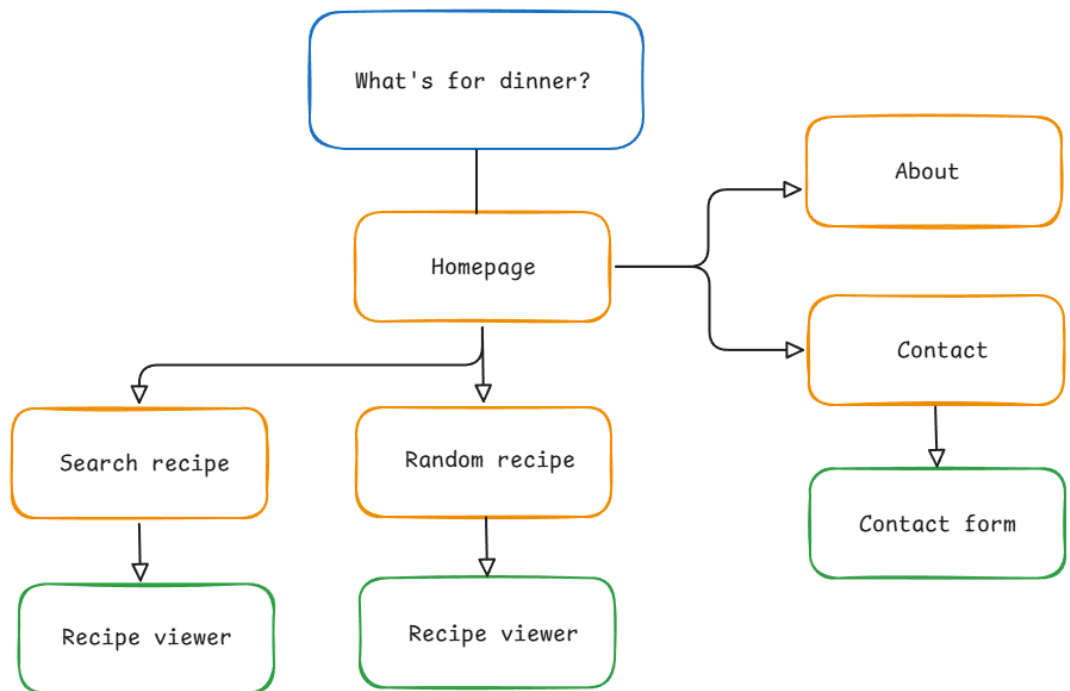 What's for dinner?
About
Homepage
Contact
Search recipe
Random recipe
Contact form
Recipe viewer
Recipe viewer